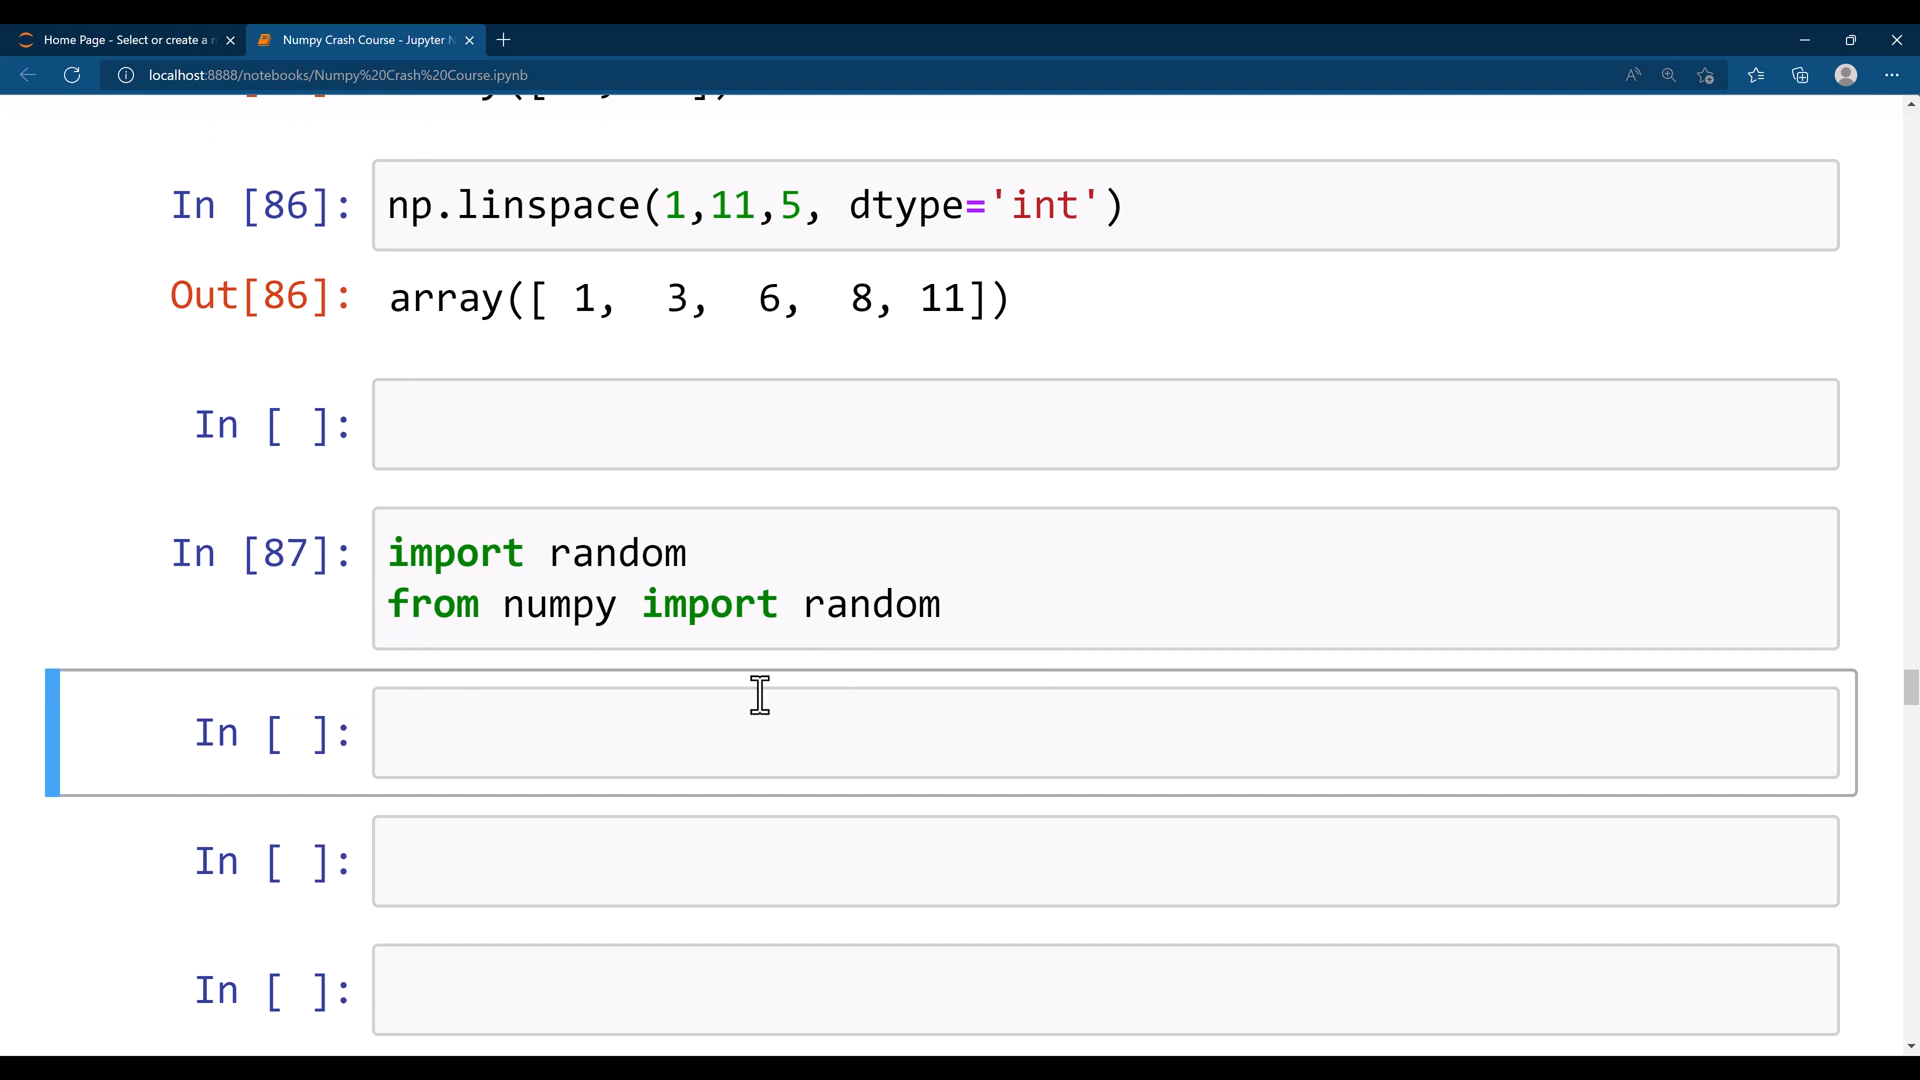 Home Page - Select or create a n
Numpy Crash Course - Jupyter N
localhost:8888/notebooks/Numpy%20Crash%20Course.ipynb
In [86]: np.linspace(1,11,5, dtype='int')
Out[86]: array([ 1,  3,  6,  8, 11])
In [ ]:
In [87]: import random
from numpy import random
In [ ]:
In [ ]:
In [ ]: